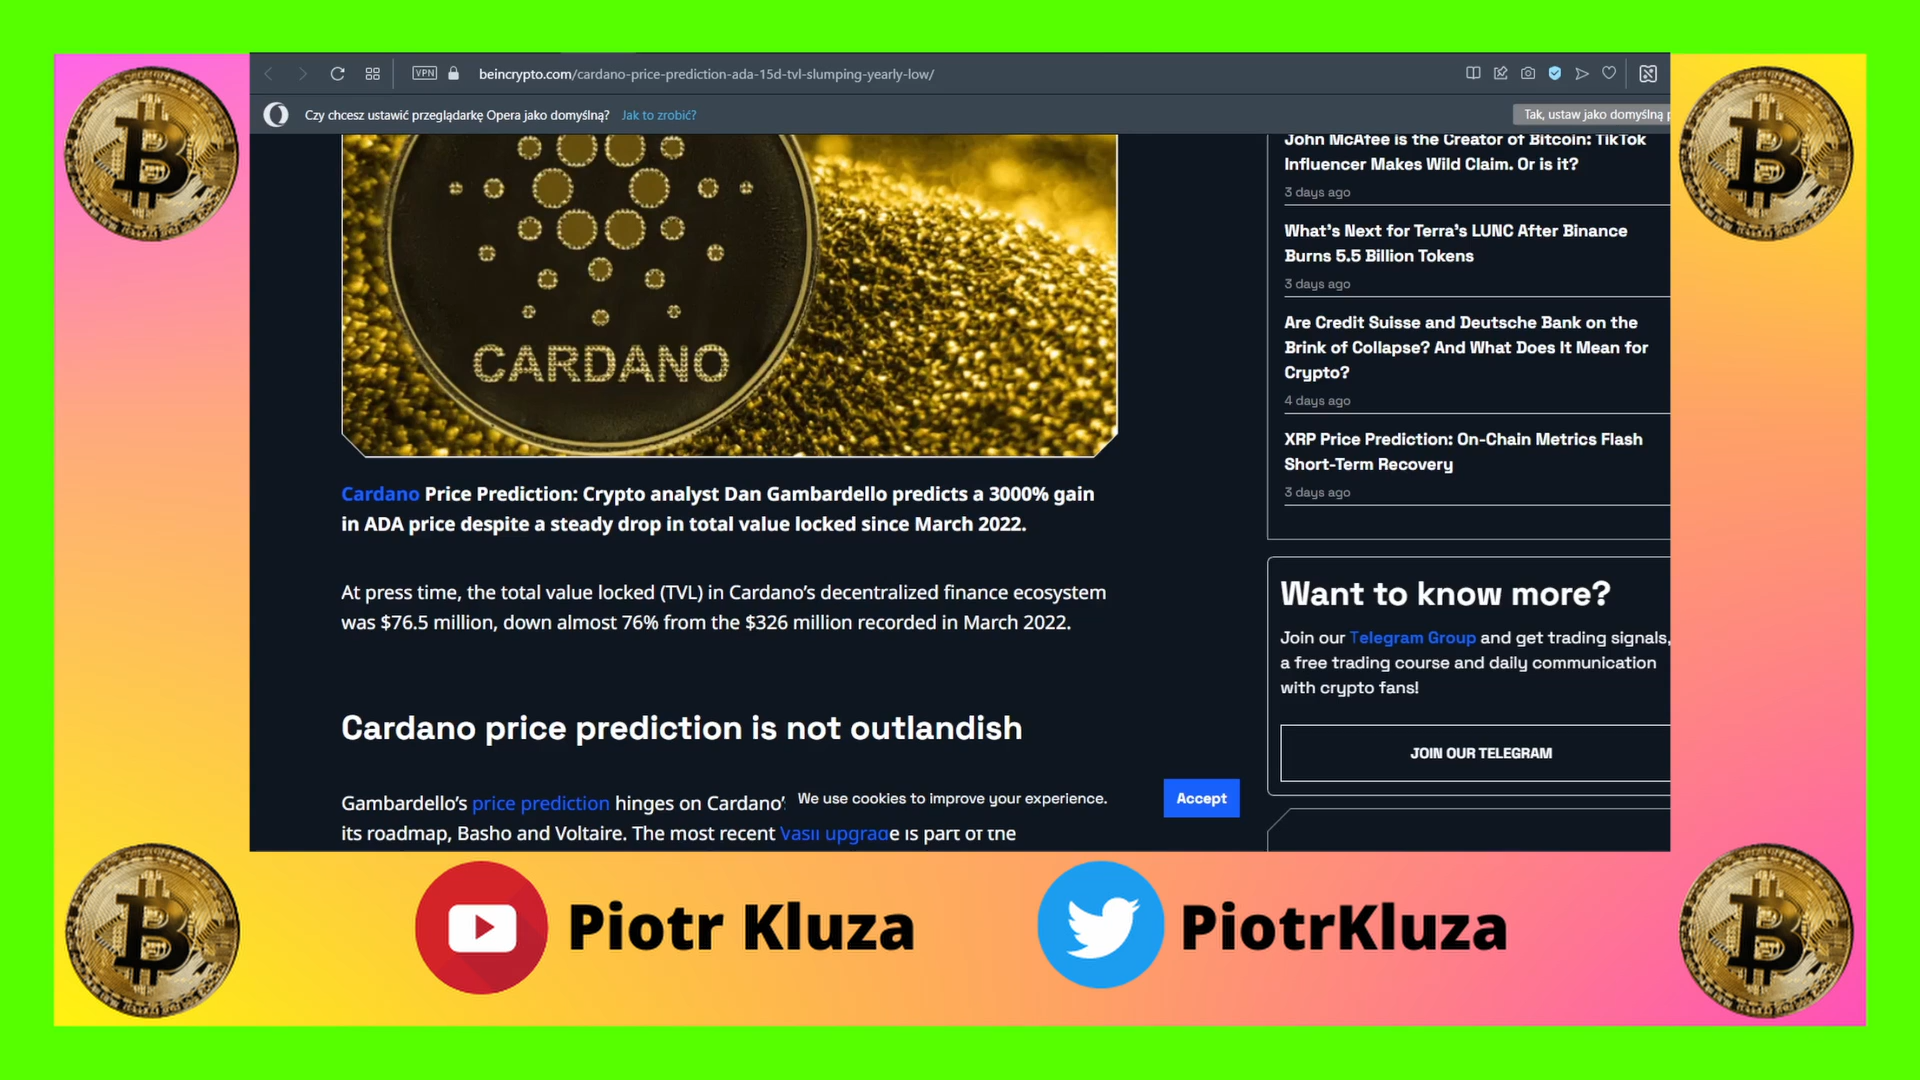 VPN
beincrypto.com/cardano-price-prediction-ada-15d-tvl-slumping-yearly-low/
Czy chcesz ustawić przeglądarkę Opera jako domyślną? Jak to zrobić?
Tak, ustaw jako domyślną p
CARDANO
Cardano Price Prediction: Crypto analyst Dan Gambardello predicts a 3000% gain
in ADA price despite a steady drop in total value locked since March 2022.
At press time, the total value locked (TVL) in Cardano’s decentralized finance ecosystem
was $76.5 million, down almost 76% from the $326 million recorded in March 2022.
Cardano price prediction is not outlandish
Gambardello’s price prediction hinges on Cardano’s
its roadmap, Basho and Voltaire. The most recent Vasil upgrade is part of the
We use cookies to improve your experience.
Accept
John McAfee is the Creator of Bitcoin: TikTok
Influencer Makes Wild Claim. Or is it?
3 days ago
What’s Next for Terra’s LUNC After Binance
Burns 5.5 Billion Tokens
3 days ago
Are Credit Suisse and Deutsche Bank on the
Brink of Collapse? And What Does It Mean for
Crypto?
4 days ago
XRP Price Prediction: On-Chain Metrics Flash
Short-Term Recovery
3 days ago
Want to know more?
Join our Telegram Group and get trading signals,
a free trading course and daily communication
with crypto fans!
JOIN OUR TELEGRAM
Piotr Kluza
PiotrKluza